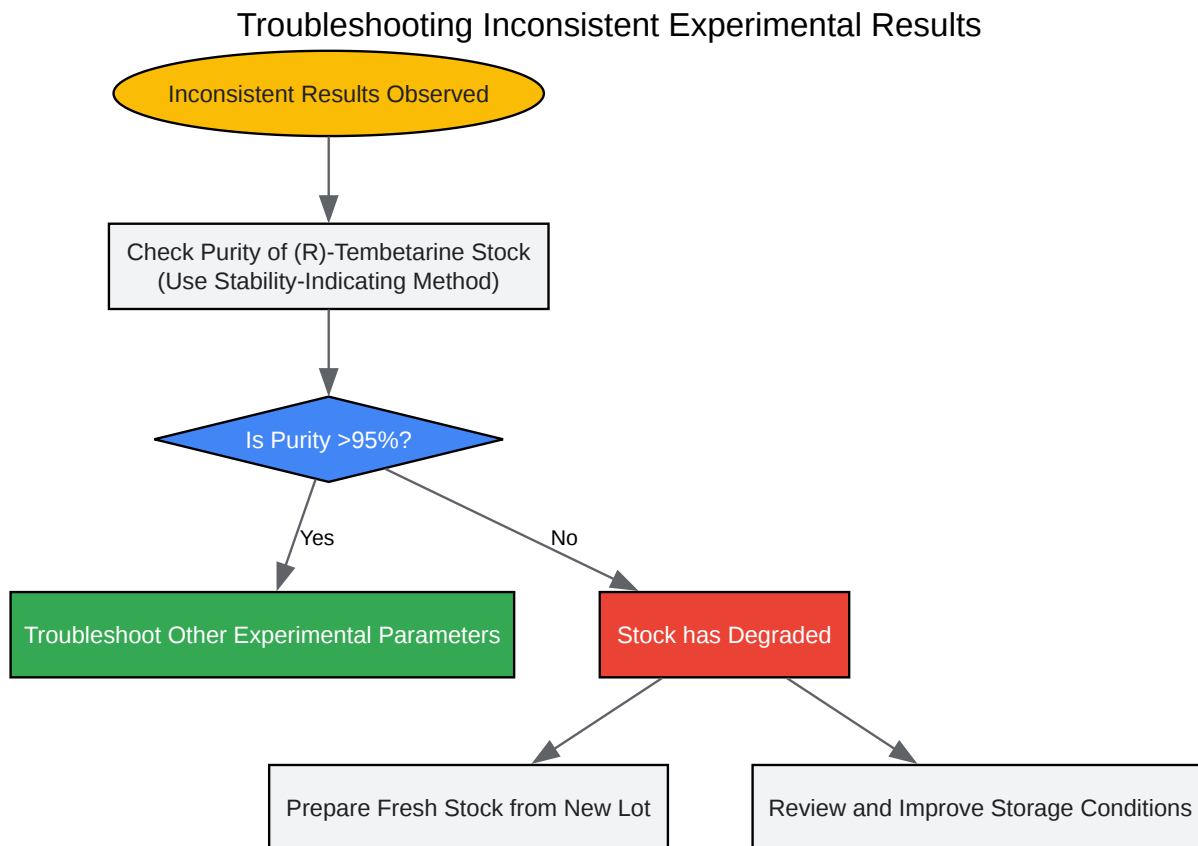 Troubleshooting Inconsistent Experimental Results
Inconsistent Results Observed
Check Purity of (R)-Tembetarine Stock
(Use Stability-Indicating Method)
Is Purity >95%?
Yes
No
Troubleshoot Other Experimental Parameters
Stock has Degraded
Prepare Fresh Stock from New Lot
Review and Improve Storage Conditions